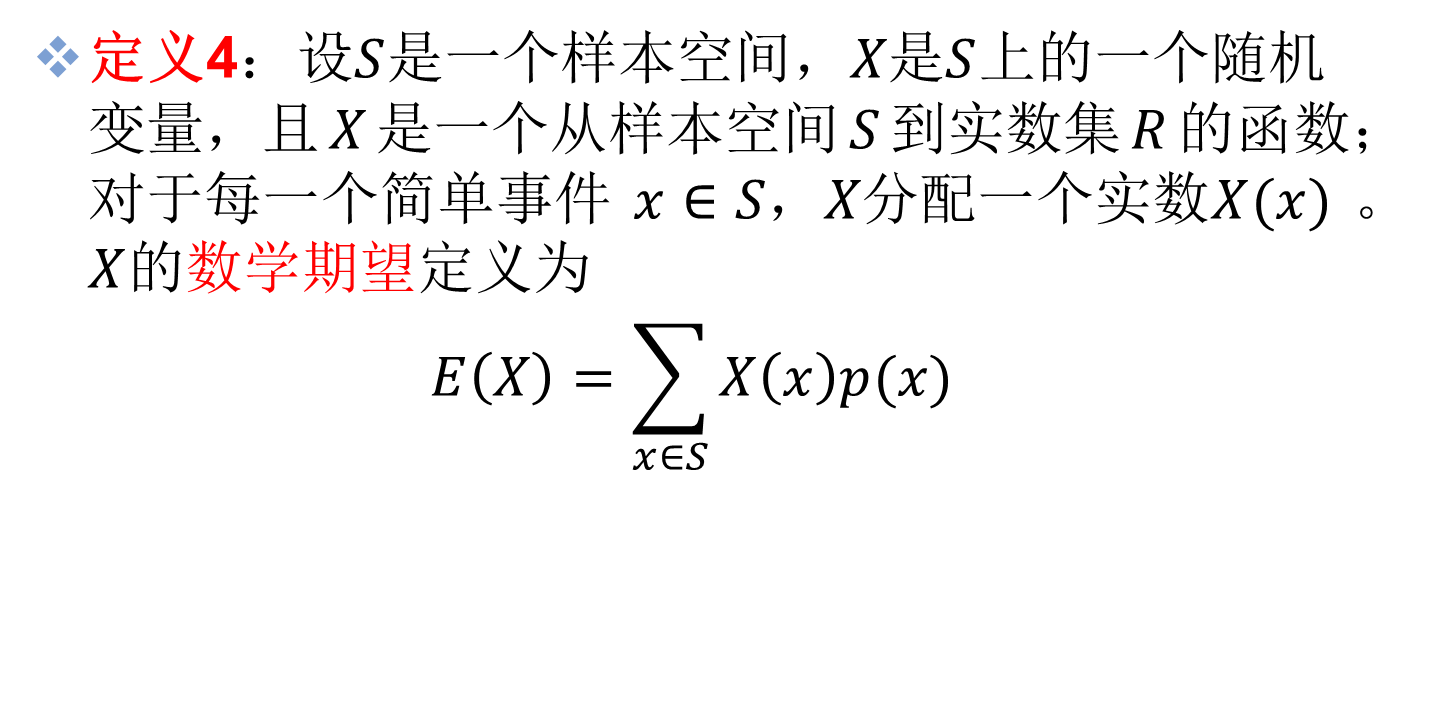 ❖ 定义4：设S是一个样本空间，X是S上的一个随机
变量，且 X 是一个从样本空间 S 到实数集 R 的函数；
对于每一个简单事件 x ∈ S，X分配一个实数X(x) 。
X的数学期望定义为
E(X) = ∑_{x∈S} X(x)p(x)